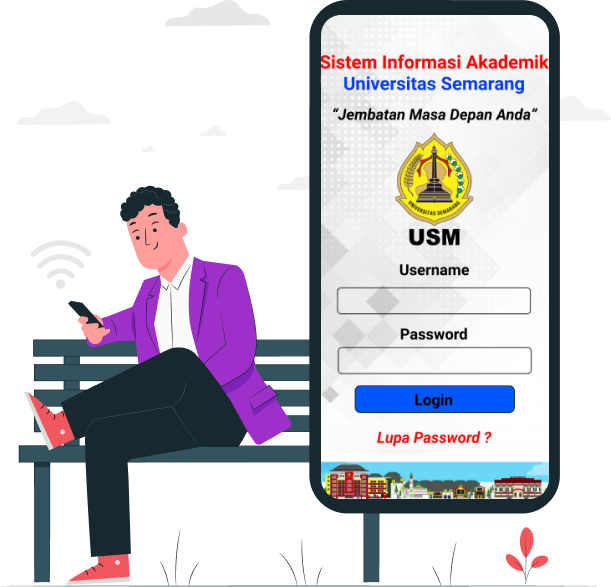 Sistem Informasi Akademik
Universitas Semarang
“Jembatan Masa Depan Anda”
UNIVERSITAS SEMARANG
USM
Username
Password
Login
Lupa Password ?